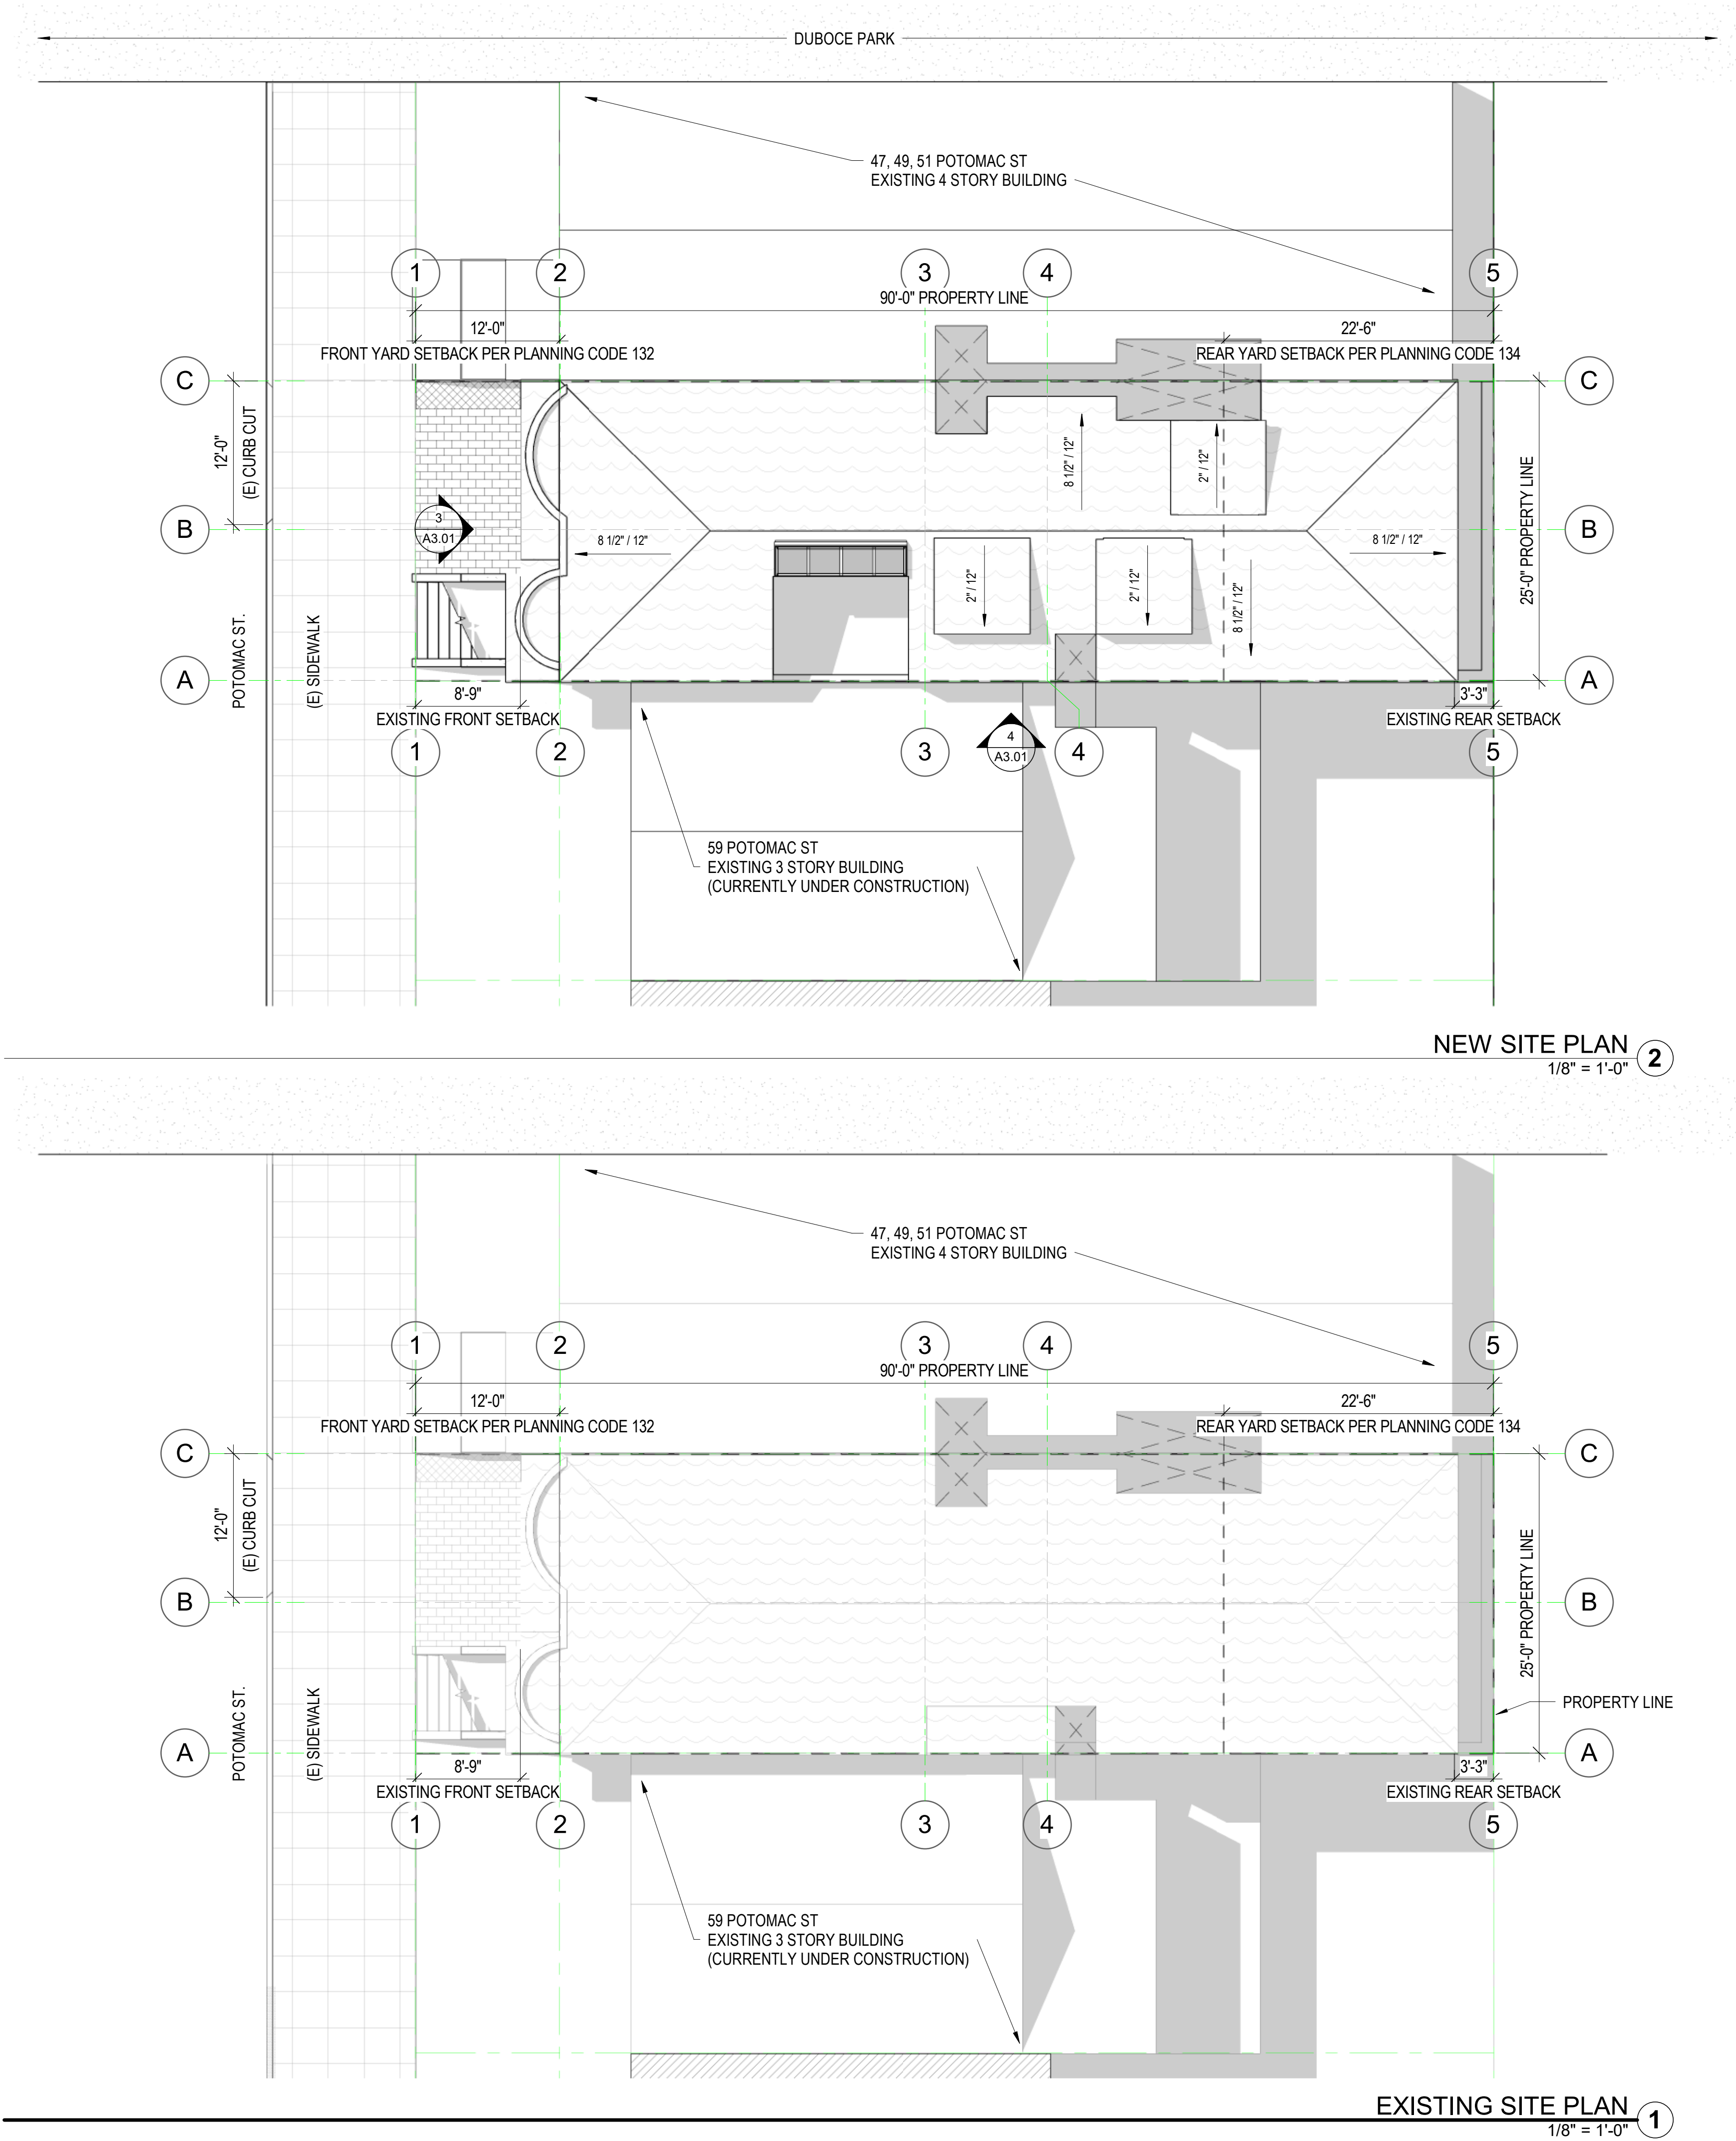 DUBOCE PARK
47, 49, 51 POTOMAC ST
EXISTING 4 STORY BUILDING
1
2
3
4
5
90'-0" PROPERTY LINE
12'-0"
22'-6"
FRONT YARD SETBACK PER PLANNING CODE 132
REAR YARD SETBACK PER PLANNING CODE 134
C
C
12'-0"
(E) CURB CUT
8 1/2" / 12"
2" / 12"
25'-0" PROPERTY LINE
3
A3.01
B
B
8 1/2" / 12"
8 1/2" / 12"
2" / 12"
2" / 12"
8 1/2" / 12"
POTOMAC ST.
(E) SIDEWALK
A
A
8'-9"
3'-3"
EXISTING FRONT SETBACK
EXISTING REAR SETBACK
1
2
3
4
A3.01
4
5
59 POTOMAC ST
EXISTING 3 STORY BUILDING
(CURRENTLY UNDER CONSTRUCTION)
NEW SITE PLAN
2
1/8" = 1'-0"
47, 49, 51 POTOMAC ST
EXISTING 4 STORY BUILDING
1
2
3
4
5
90'-0" PROPERTY LINE
12'-0"
22'-6"
FRONT YARD SETBACK PER PLANNING CODE 132
REAR YARD SETBACK PER PLANNING CODE 134
C
C
12'-0"
(E) CURB CUT
25'-0" PROPERTY LINE
B
B
POTOMAC ST.
(E) SIDEWALK
PROPERTY LINE
A
A
8'-9"
3'-3"
EXISTING FRONT SETBACK
EXISTING REAR SETBACK
1
2
3
4
5
59 POTOMAC ST
EXISTING 3 STORY BUILDING
(CURRENTLY UNDER CONSTRUCTION)
EXISTING SITE PLAN
1
1/8" = 1'-0"